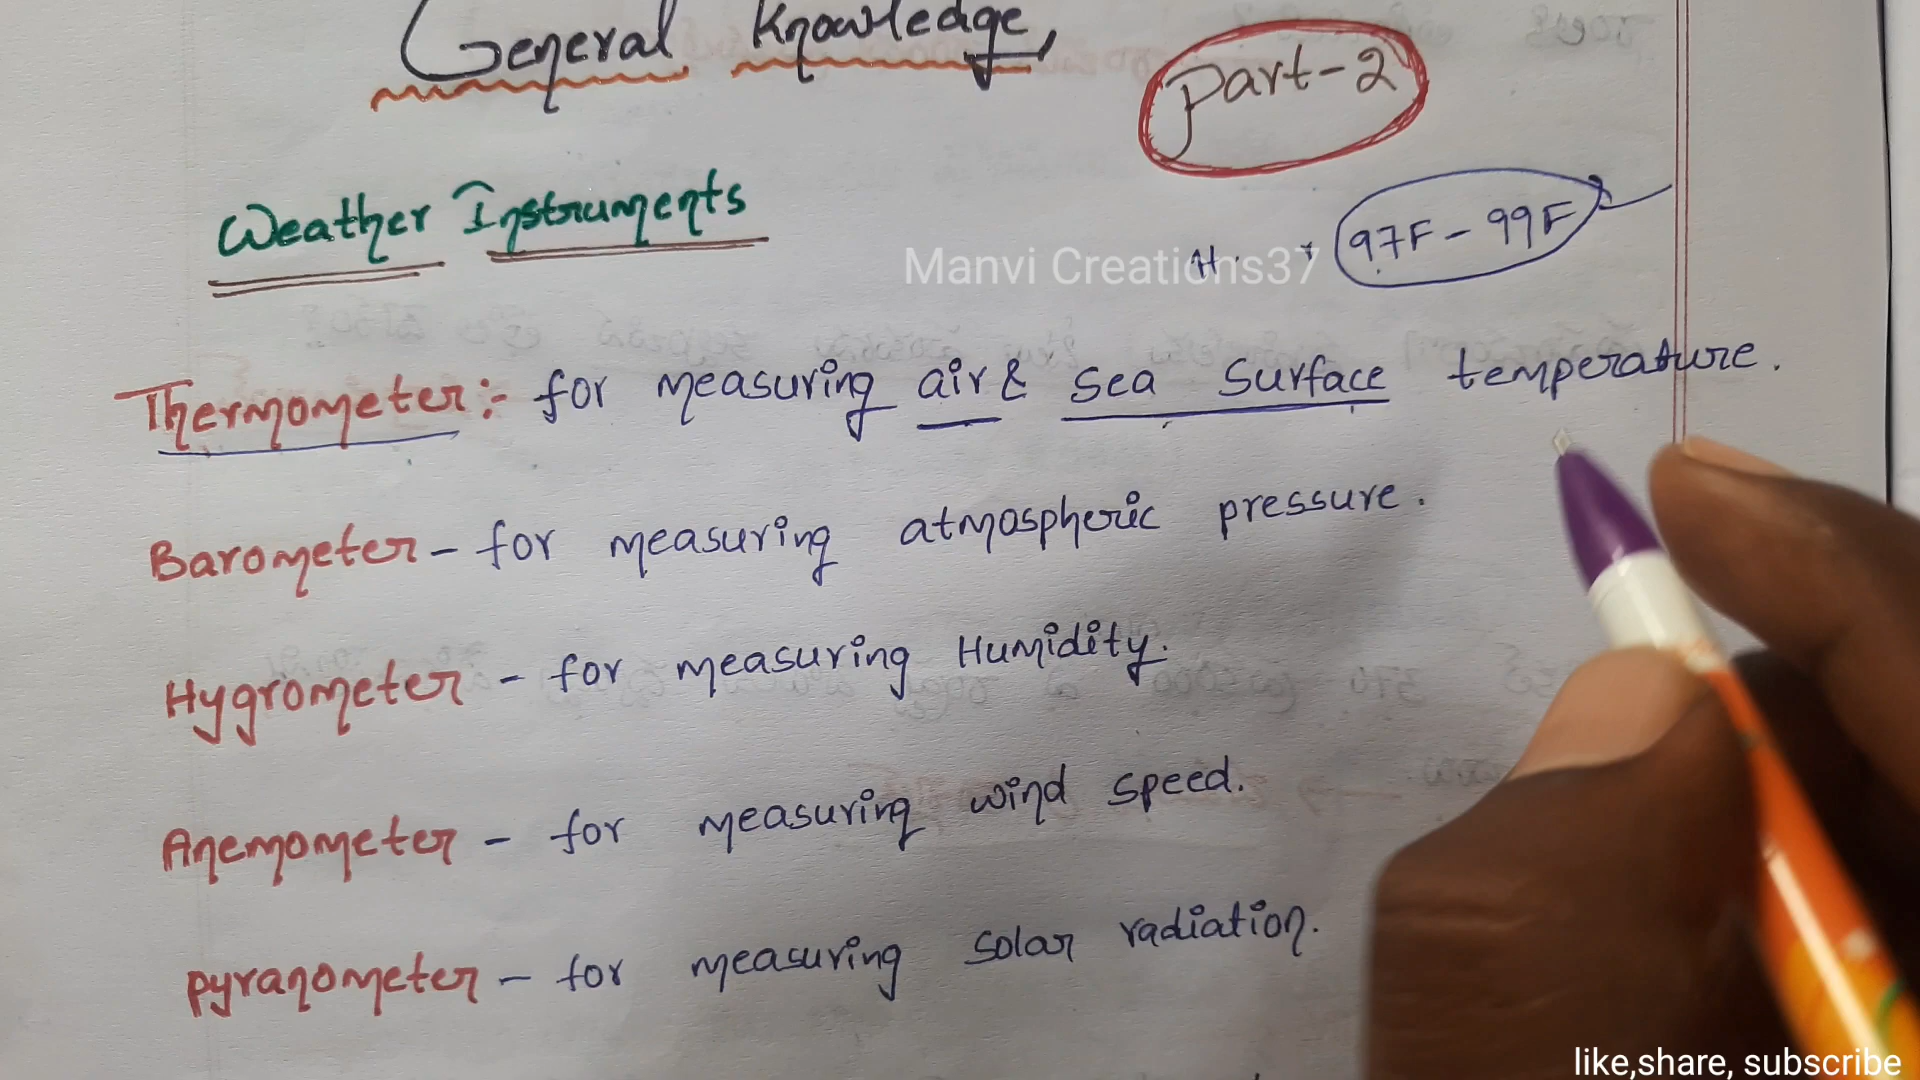 General Knowledge,
Part-2
Weather Instruments
H. 97F - 99F
Manvi Creations37
Thermometer:- for measuring air & sea surface temperature.
Barometer - for measuring atmospheric pressure.
Hygrometer - for measuring Humidity.
Anemometer - for measuring wind speed.
pyranometer - for measuring solar radiation.
like,share, subscribe